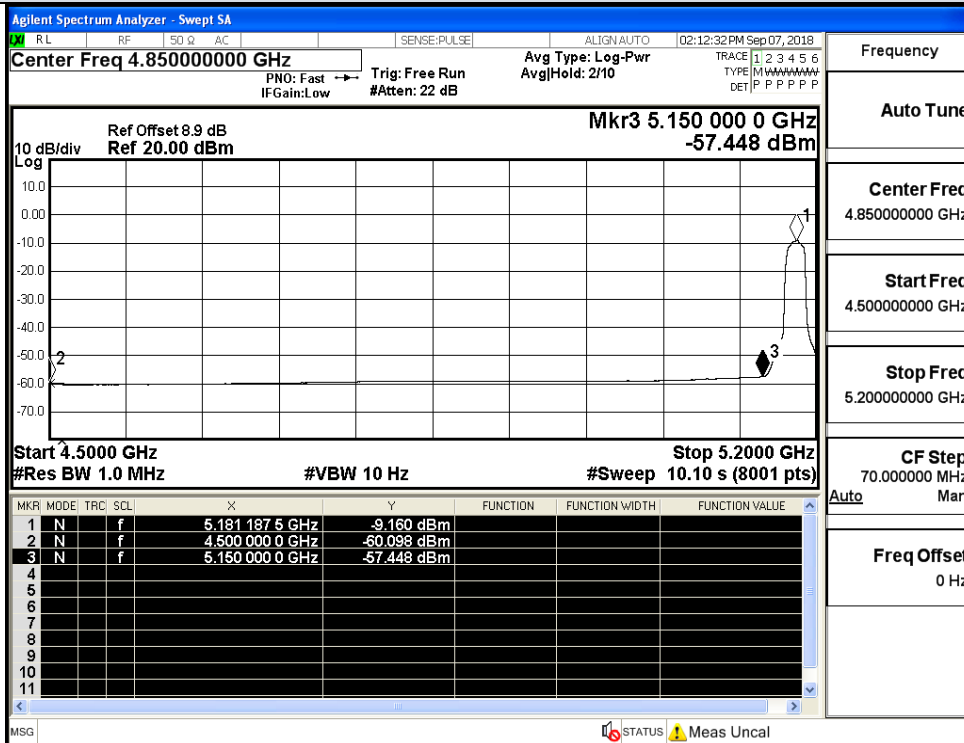 Agilent Spectrum Analyzer - Swept SA
LXI RL RF 50 Ω AC SENSE:PULSE ALIGN AUTO 02:12:32 PM Sep 07, 2018
Center Freq 4.850000000 GHz
PNO: Fast
IFGain:Low
Trig: Free Run
#Atten: 22 dB
Avg Type: Log-Pwr
Avg|Hold: 2/10
TRACE 1 2 3 4 5 6
TYPE M WWWWW
DET P P P P P P
Mkr3 5.150 000 0 GHz
-57.448 dBm
Ref Offset 8.9 dB
10 dB/div Ref 20.00 dBm
Log
10.0
0.00
-10.0
-20.0
-30.0
-40.0
-50.0
-60.0
-70.0
1
2
3
Start 4.5000 GHz Stop 5.2000 GHz
#Res BW 1.0 MHz #VBW 10 Hz #Sweep 10.10 s (8001 pts)
MKR MODE TRC SCL X Y FUNCTION FUNCTION WIDTH FUNCTION VALUE
1 N f 5.181 187 5 GHz -9.160 dBm
2 N f 4.500 000 0 GHz -60.098 dBm
3 N f 5.150 000 0 GHz -57.448 dBm
4
5
6
7
8
9
10
11
MSG STATUS Meas Uncal
Frequency
Auto Tune
Center Freq
4.850000000 GHz
Start Freq
4.500000000 GHz
Stop Freq
5.200000000 GHz
CF Step
70.000000 MHz
Auto Man
Freq Offset
0 Hz